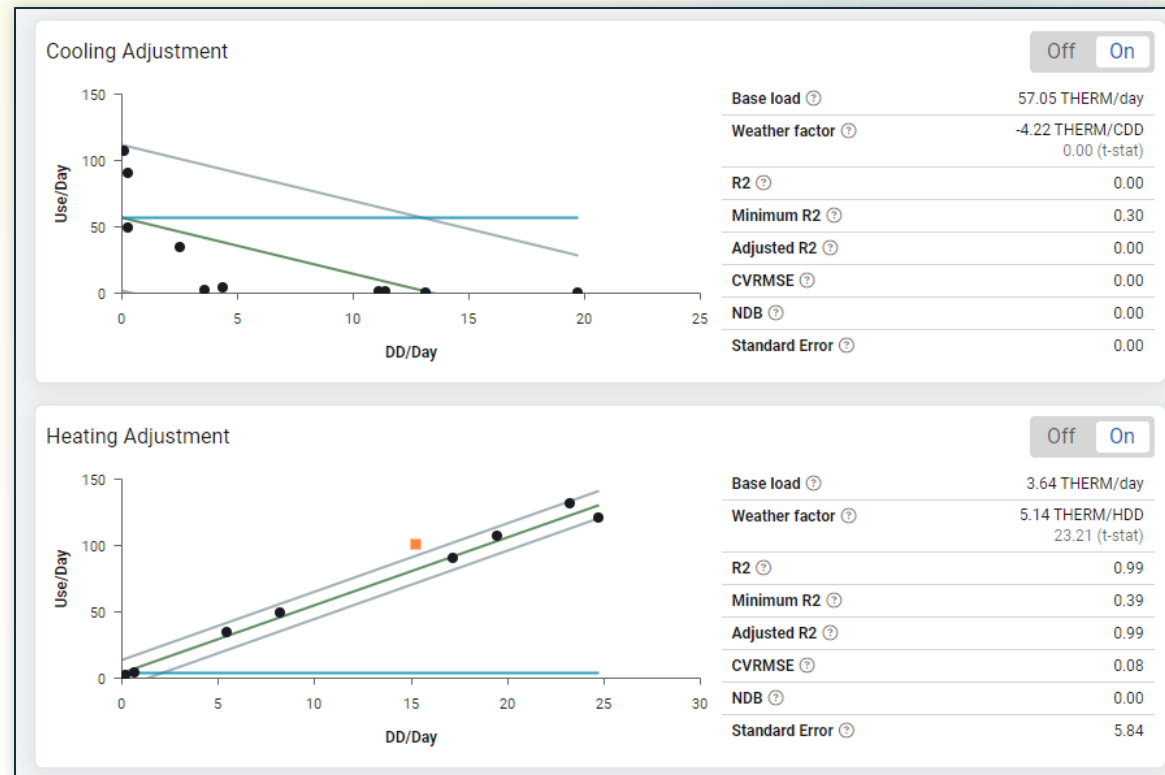 Cooling Adjustment
Off On
150
100
50
0
Use/Day
0 5 10 15 20 25
DD/Day
Base load ? 57.05 THERM/day
Weather factor ? -4.22 THERM/CDD
0.00 (t-stat)
R2 ? 0.00
Minimum R2 ? 0.30
Adjusted R2 ? 0.00
CVRMSE ? 0.00
NDB ? 0.00
Standard Error ? 0.00
Heating Adjustment
Off On
150
100
50
0
Use/Day
0 5 10 15 20 25 30
DD/Day
Base load ? 3.64 THERM/day
Weather factor ? 5.14 THERM/HDD
23.21 (t-stat)
R2 ? 0.99
Minimum R2 ? 0.39
Adjusted R2 ? 0.99
CVRMSE ? 0.08
NDB ? 0.00
Standard Error ? 5.84